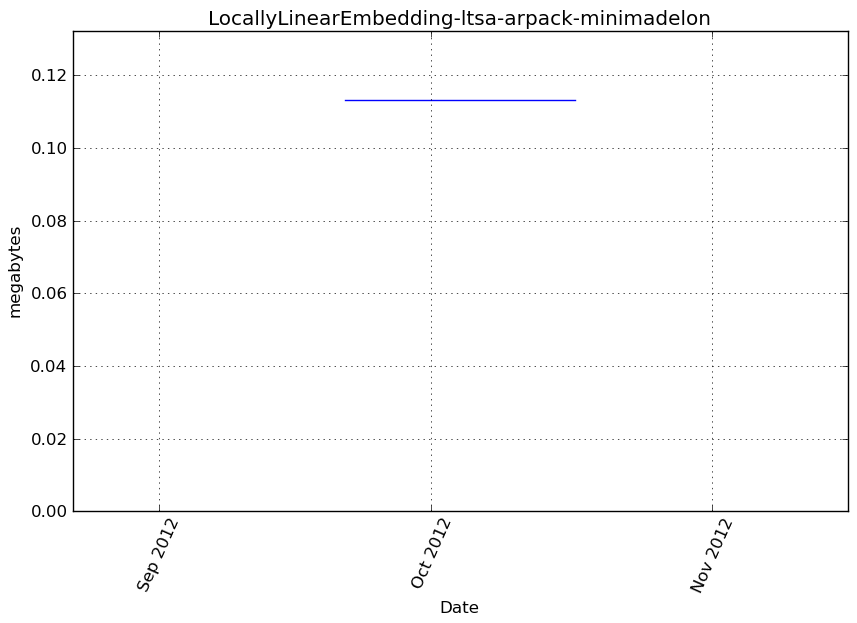 LocallyLinearEmbedding-ltsa-arpack-minimadelon
0.12
0.10
0.08
0.06
0.04
0.02
0.00
megabytes
Sep 2012
Oct 2012
Nov 2012
Date